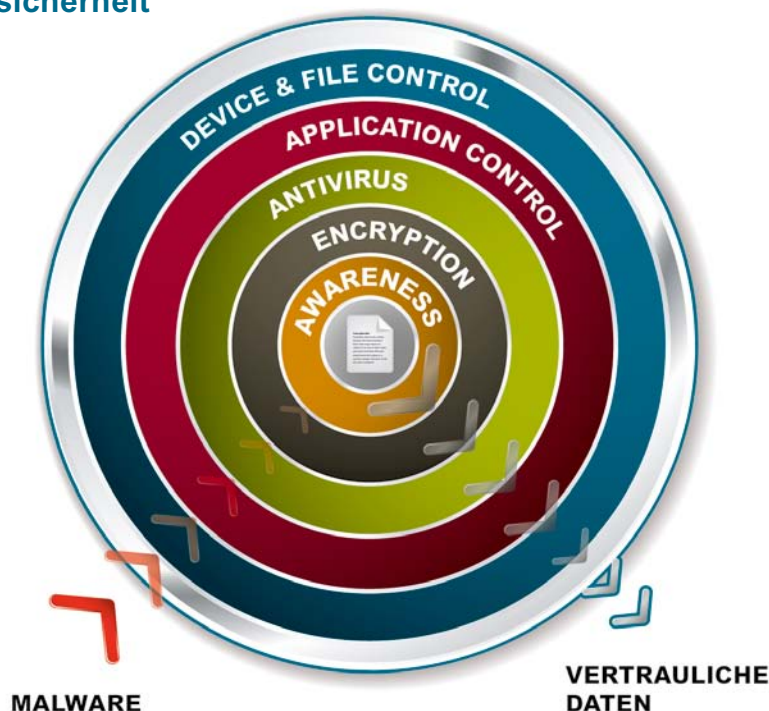 sicherheit
DEVICE & FILE CONTROL
APPLICATION CONTROL
ANTIVIRUS
ENCRYPTION
AWARENESS
MALWARE
VERTRAULICHE
DATEN